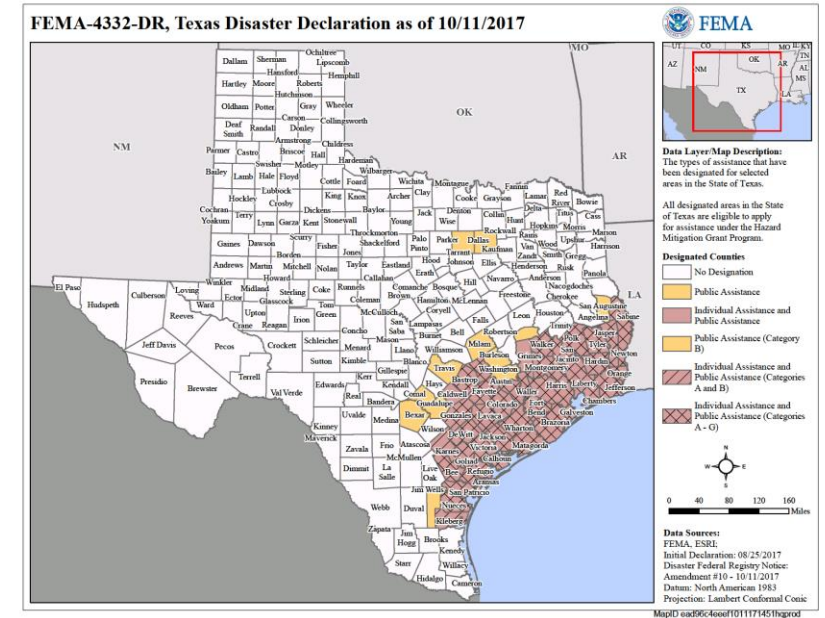 FEMA-4332-DR, Texas Disaster Declaration as of 10/11/2017
FEMA
MO
UT CO KS MO IL KY
TN
AZ NM OK AR AL
MS
TX LA
NM
OK
AR
LA
Data Layer/Map Description:
The types of assistance that have
been designated for selected
areas in the State of Texas.
All designated areas in the State
of Texas are eligible to apply
for assistance under the Hazard
Mitigation Grant Program.
Designated Counties
No Designation
Public Assistance
Individual Assistance and
Public Assistance
Public Assistance (Category
B)
Individual Assistance and
Public Assistance (Categories
A and B)
Individual Assistance and
Public Assistance (Categories
A - G)
N
W E
S
0 40 80 120 160
Miles
Data Sources:
FEMA, ESRI;
Initial Declaration: 08/25/2017
Disaster Federal Registry Notice:
Amendment #10 - 10/11/2017
Datum: North American 1983
Projection: Lambert Conformal Conic
MapID ead96c4eeef1011171451hqprod
Ochiltree
Dallam Sherman Lipscomb
Hansford Hemphill
Hartley Moore Roberts
Hutchinson
Oldham Potter Gray Wheeler
Carson Collingsworth
Deaf
Smith Randall Donley
Armstrong Childress
Parmer Castro Briscoe Hall
Swisher Motley Hardeman
Bailey Lamb Hale Floyd Wilbarger
Cottle Foard Wichita Montague Fannin
Lubbock Archer Clay Cooke Grayson Lamar Red
River Bowie
Hockley Crosby King Knox
Cochran Dickens Baylor Jack Denton Collin Delta Titus
Yoakum Terry Lynn Garza Kent Stonewall Young Wise Hunt Hopkins Morris Cass
Throckmorton Rockwall Rains Marion
Gaines Dawson Scurry Fisher Jones Shackelford Palo
Pinto Parker Dallas Kaufman Van
Zandt Wood Upshur Harrison
Tarrant Smith Gregg
Andrews Martin Mitchell Nolan Taylor Eastland Hood Johnson Ellis Henderson Rusk
Howard Callahan Erath Navarro Anderson Panola
El Paso Loving Winkler Midland Sterling Coke Runnels Comanche Bosque Hill Nacogdoches
Hudspeth Culberson Ward Ector Glasscock Coleman Brown Hamilton McLennan Freestone Cherokee San Augustine
Reeves Upton Irion Tom
Green McCulloch Coryell Falls Leon Houston Angelina Sabine
Crane Reagan Concho San
Saba Lampasas Bell Robertson Trinity
Jeff Davis Pecos Crockett Schleicher Menard Mason Burnet Milam Walker Polk Jasper
Tyler
Llano Williamson Burleson Grimes San
Jacinto Hardin Newton
Sutton Kimble Blanco Travis Washington Montgomery Orange
Presidio Brewster Terrell Gillespie Bastrop Austin Harris Liberty Jefferson
Val Verde Edwards Kerr Kendall Hays Caldwell Fayette Waller Chambers
Real Bandera Comal Guadalupe Colorado Fort
Bend Galveston
Uvalde Medina Bexar Gonzales Lavaca Brazoria
Kinney Wilson Wharton
Maverick DeWitt Jackson Matagorda
Zavala Frio Atascosa Karnes Victoria
McMullen Goliad Calhoun
Dimmit La
Salle Live
Oak Bee Refugio
Aransas
Jim Wells San Patricio
Webb Duval Nueces
Kleberg
Zapata Jim
Hogg Brooks
Kenedy
Starr Willacy
Hidalgo Cameron